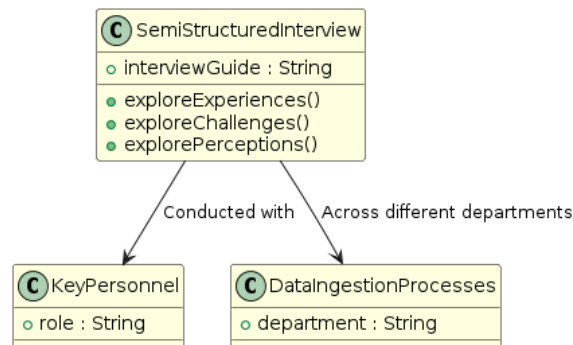 C SemiStructuredInterview
interviewGuide : String
exploreExperiences()
exploreChallenges()
explorePerceptions()
Conducted with
Across different departments
C KeyPersonnel
C DataIngestionProcesses
role : String
department : String